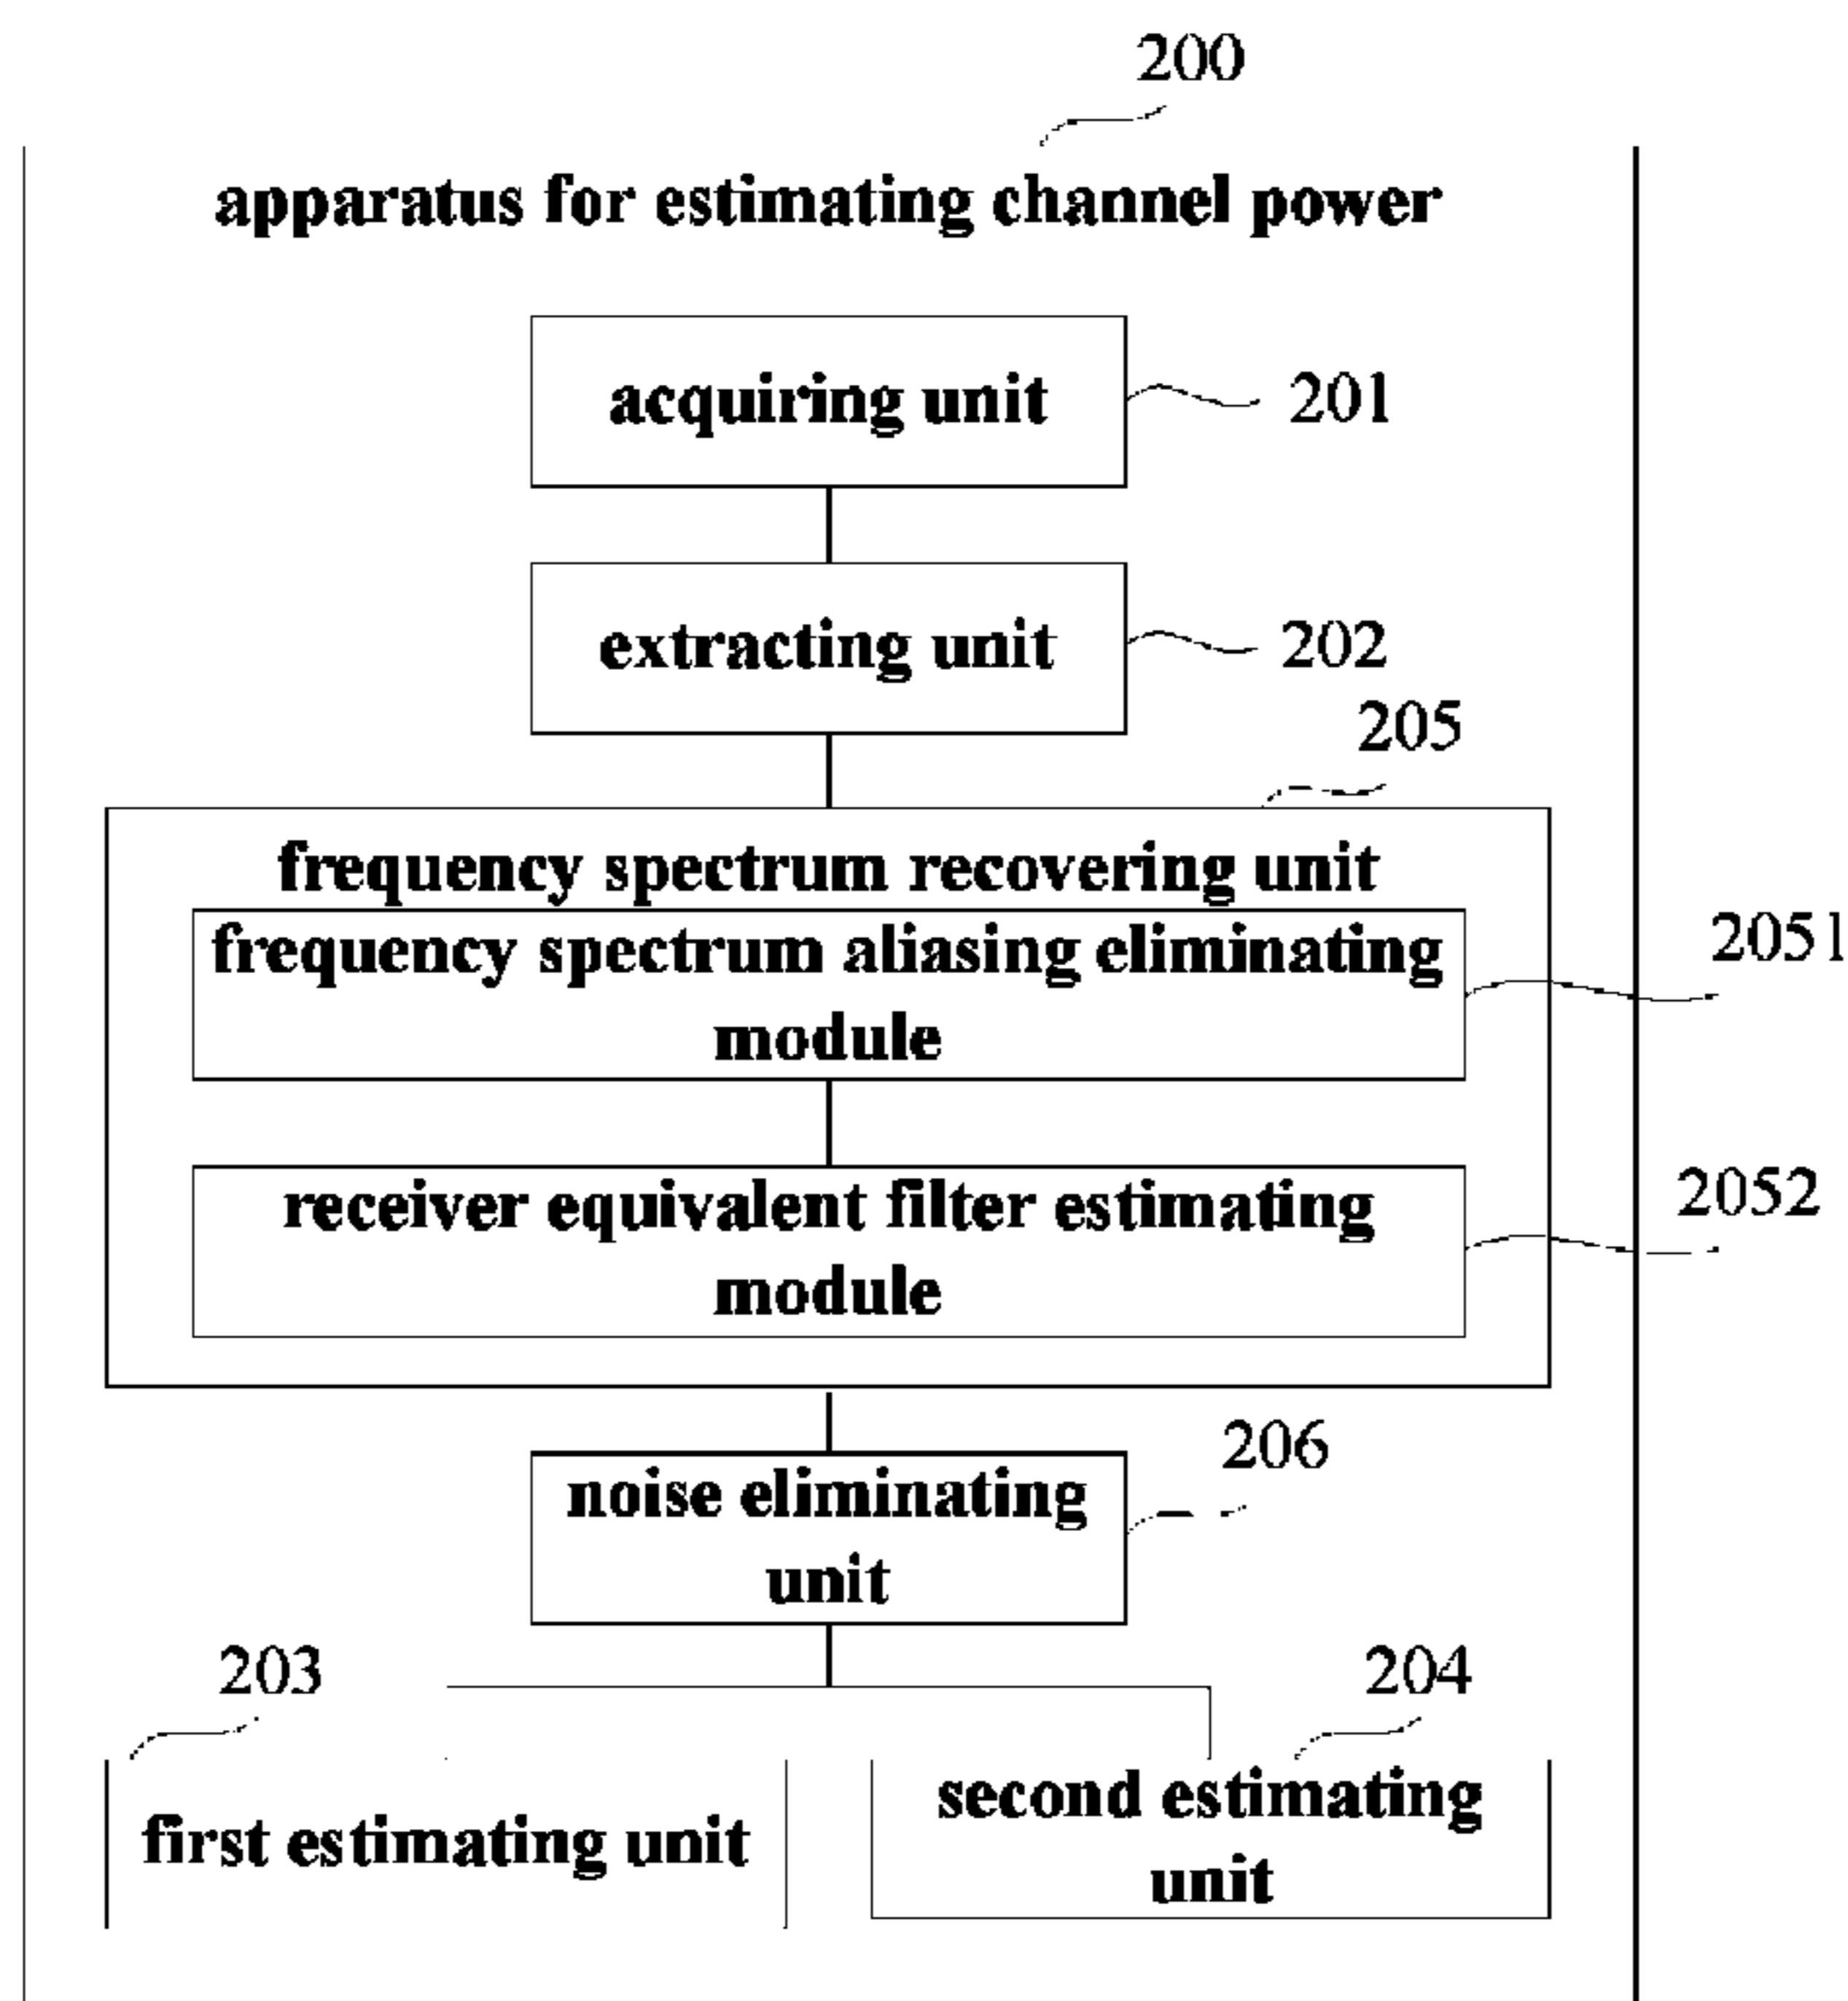 200
apparatus for estimating channel power
acquiring unit
201
extracting unit
202
205
frequency spectrum recovering unit
frequency spectrum aliasing eliminating
module
2051
receiver equivalent filter estimating
module
2052
206
noise eliminating
unit
203
204
first estimating unit
second estimating
unit